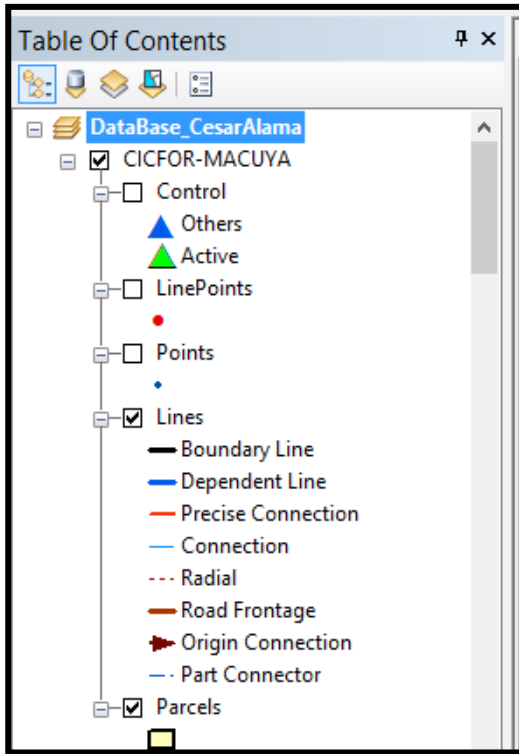 Table Of Contents
DataBase_CesarAlama
CICFOR-MACUYA
Control
Others
Active
LinePoints
Points
Lines
Boundary Line
Dependent Line
Precise Connection
Connection
Radial
Road Frontage
Origin Connection
Part Connector
Parcels